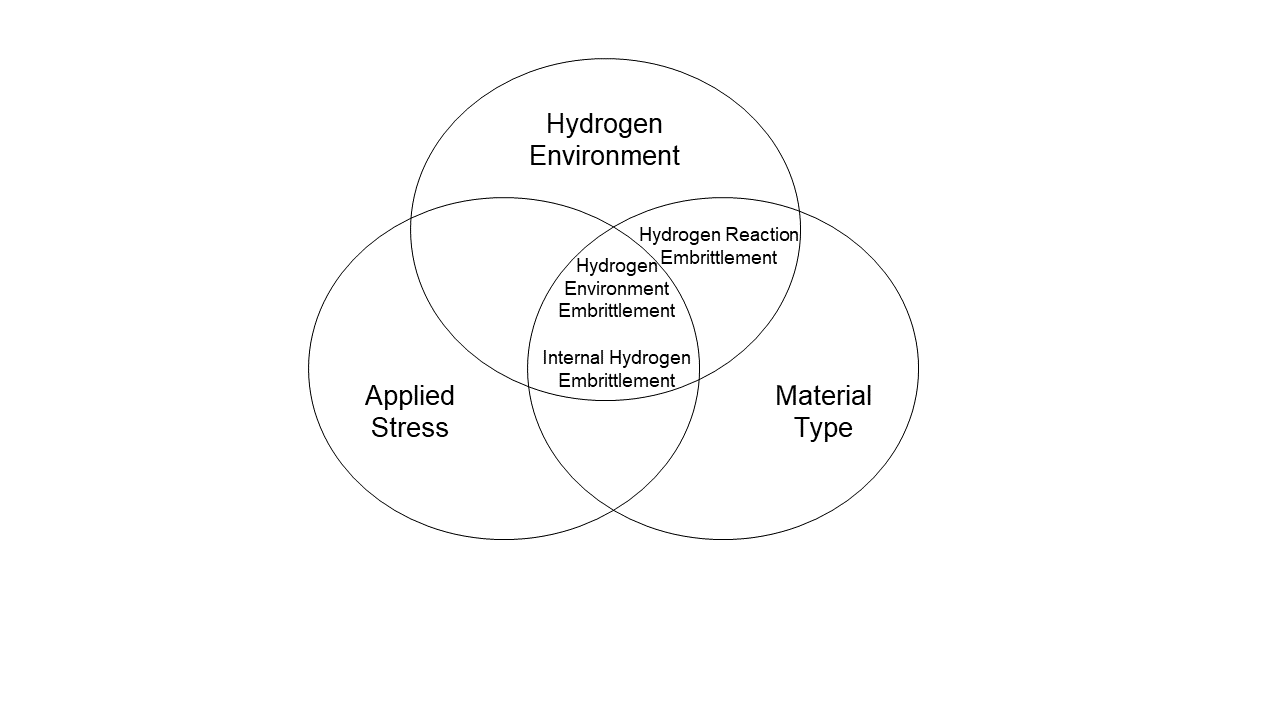 Hydrogen
Environment
Hydrogen Reaction
Embrittlement
Hydrogen
Environment
Embrittlement
Internal Hydrogen
Embrittlement
Applied
Stress
Material
Type